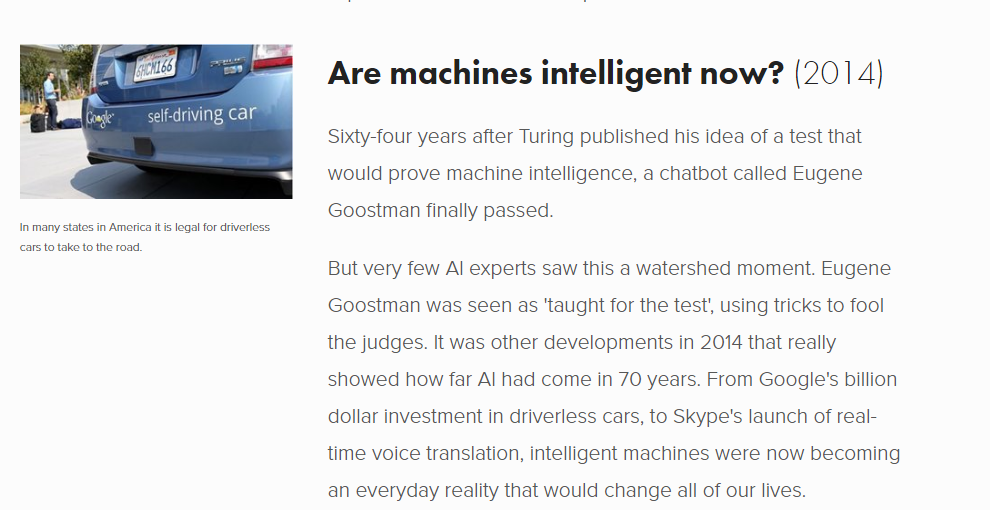 6HCM166
PRIUS
Google
self-driving car
In many states in America it is legal for driverless
cars to take to the road.
Are machines intelligent now? (2014)
Sixty-four years after Turing published his idea of a test that
would prove machine intelligence, a chatbot called Eugene
Goostman finally passed.
But very few AI experts saw this a watershed moment. Eugene
Goostman was seen as 'taught for the test', using tricks to fool
the judges. It was other developments in 2014 that really
showed how far AI had come in 70 years. From Google's billion
dollar investment in driverless cars, to Skype's launch of real-
time voice translation, intelligent machines were now becoming
an everyday reality that would change all of our lives.